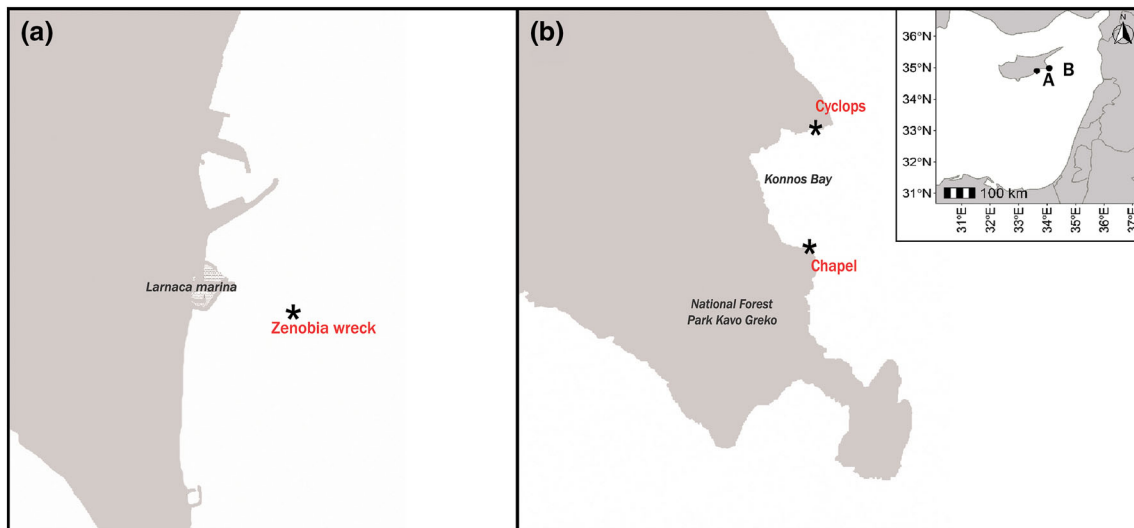 (a)
Larnaca marina
Zenobia wreck
(b)
Cyclops
Konnos Bay
Chapel
National Forest
Park Kavo Greko
N
36°N
35°N
34°N
33°N
32°N
31°N
A
B
100 km
31°E
32°E
33°E
34°E
35°E
36°E
37°E